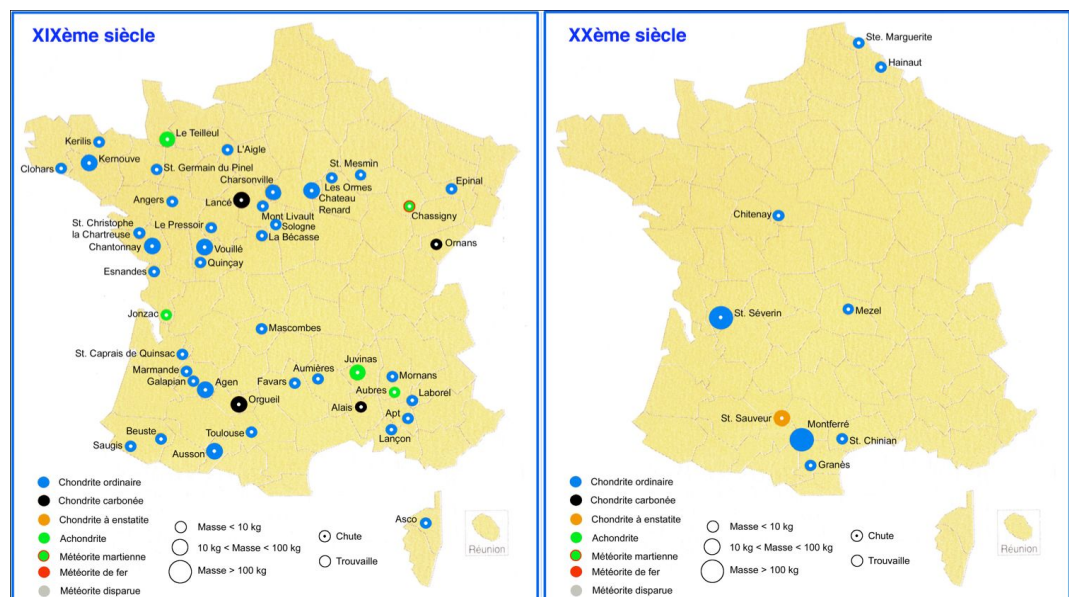 XIXème siècle
Le Teilleul
Kerilis
L'Aigle
Kernouve
Clohars
St. Germain du Pinel
St. Mesmin
Charsonville
Les Ormes
Epinal
Chateau
Renard
Angers
Lancé
Mont Livault
Chassigny
St. Christophe
la Chartreuse
Le Pressoir
Sologne
La Bécasse
Chantonnay
Vouillé
Ornans
Quinçay
Esnandes
Jonzac
Mascombes
St. Caprais de Quinsac
Marmande
Galapian
Agen
Favars
Aumières
Juvinas
Mornans
Aubres
Laborel
Orgueil
Alais
Apt
Lançon
Beuste
Toulouse
Saugis
Ausson
Asco
Réunion
Chondrite ordinaire
Chondrite carbonée
Chondrite à enstatite
Achondrite
Météorite martienne
Météorite de fer
Météorite disparue
Masse < 10 kg
10 kg < Masse < 100 kg
Masse > 100 kg
Chute
Trouvaille
XXème siècle
Ste. Marguerite
Hainaut
Chitenay
St. Sèverin
Mezel
St. Sauveur
Montferré
St. Chinian
Granès
Réunion
Chondrite ordinaire
Chondrite carbonée
Chondrite à enstatite
Achondrite
Météorite martienne
Météorite de fer
Météorite disparue
Masse < 10 kg
10 kg < Masse < 100 kg
Masse > 100 kg
Chute
Trouvaille